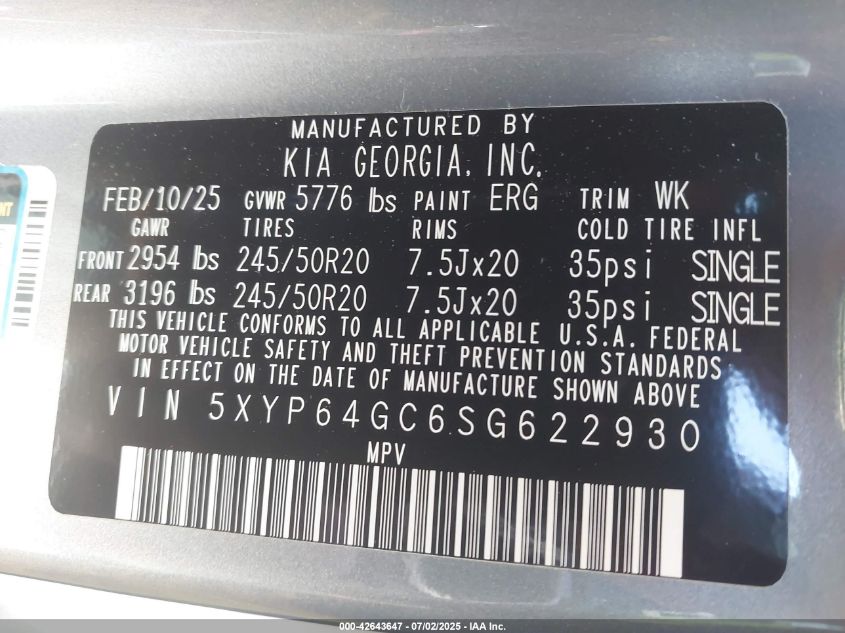 MANUFACTURED BY
KIA GEORGIA, INC.
FEB/10/25 GVWR 5776 lbs PAINT ERG TRIM WK
GAWR TIRES RIMS COLD TIRE INFL
FRONT 2954 lbs 245/50R20 7.5Jx20 35psi SINGLE
REAR 3196 lbs 245/50R20 7.5Jx20 35psi SINGLE
THIS VEHICLE CONFORMS TO ALL APPLICABLE U.S.A. FEDERAL
MOTOR VEHICLE SAFETY AND THEFT PREVENTION STANDARDS
IN EFFECT ON THE DATE OF MANUFACTURE SHOWN ABOVE
VIN 5XYP64GC6SG622930
MPV
000-42643647 - 07/02/2025 - IAA Inc.